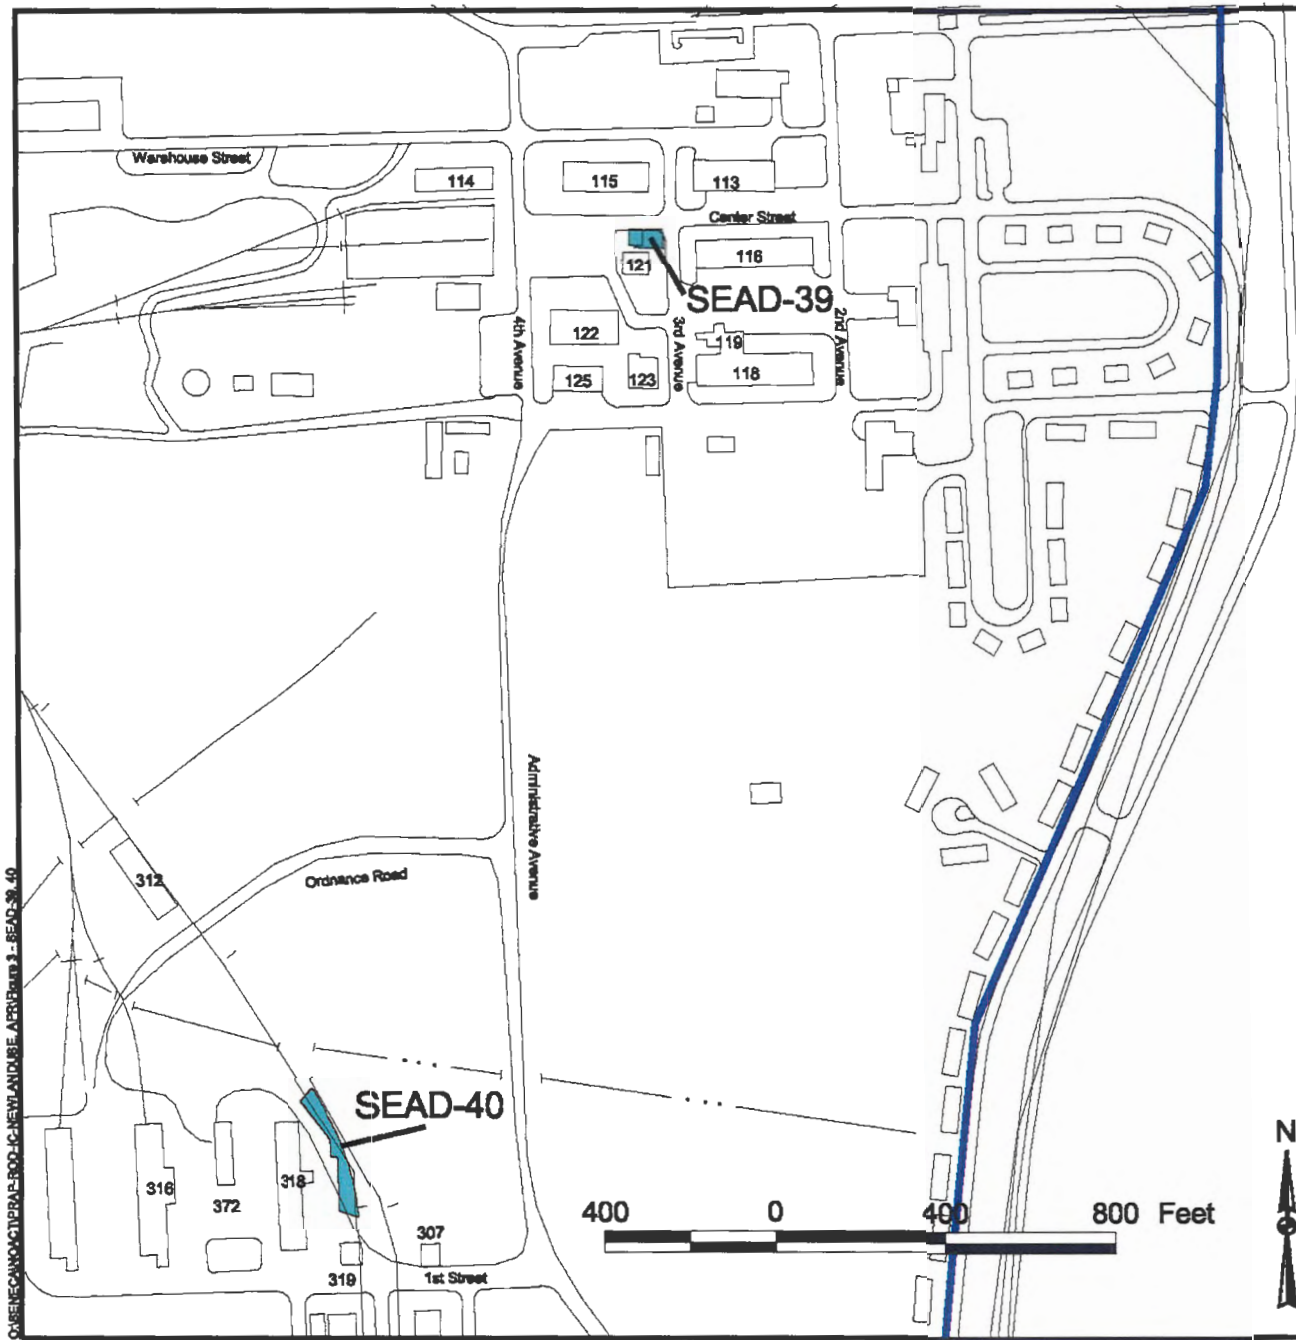 Warehouse Street
114
115
113
Center Street
121
116
SEAD-39
4th Avenue
122
3rd Avenue
119
2nd Avenue
125
123
118
Administrative Avenue
312
Ordnance Road
SEAD-40
316
372
318
307
319
1st Street
400 0 400 800 Feet
N